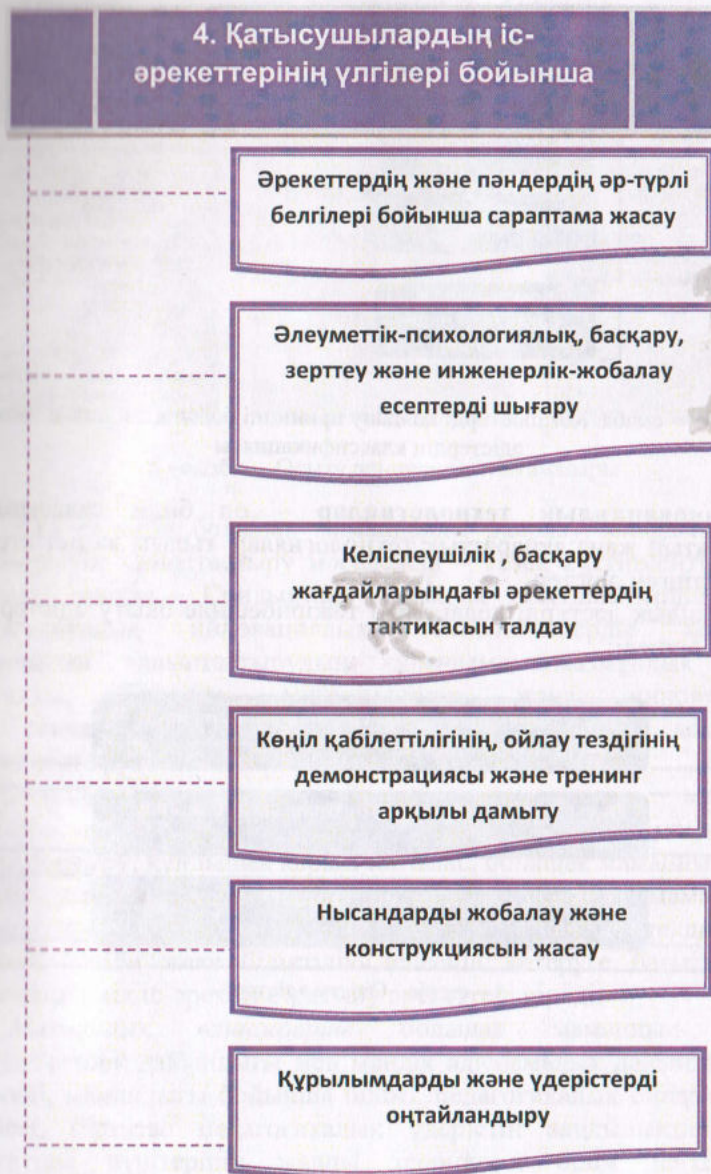 4. Қатысушылардың іс-
әрекеттерінің үлгілері бойынша
Әрекеттердің және пәндердің әр-түрлі
белгілері бойынша сараптама жасау
Әлеуметтік-психологиялық, басқару,
зерттеу және инженерлік-жобалау
есептерді шығару
Келіслеушілік, басқару
жағдайларындағы әрекеттердің
тактикасын талдау
Көңіл қабілеттілігінің, ойлау тездігінің
демонстрациясы және тренинг
арқылы дамыту
Нысандарды жобалау және
конструкциясын жасау
Құрылымдарды және үдерістерді
оңтайландыру